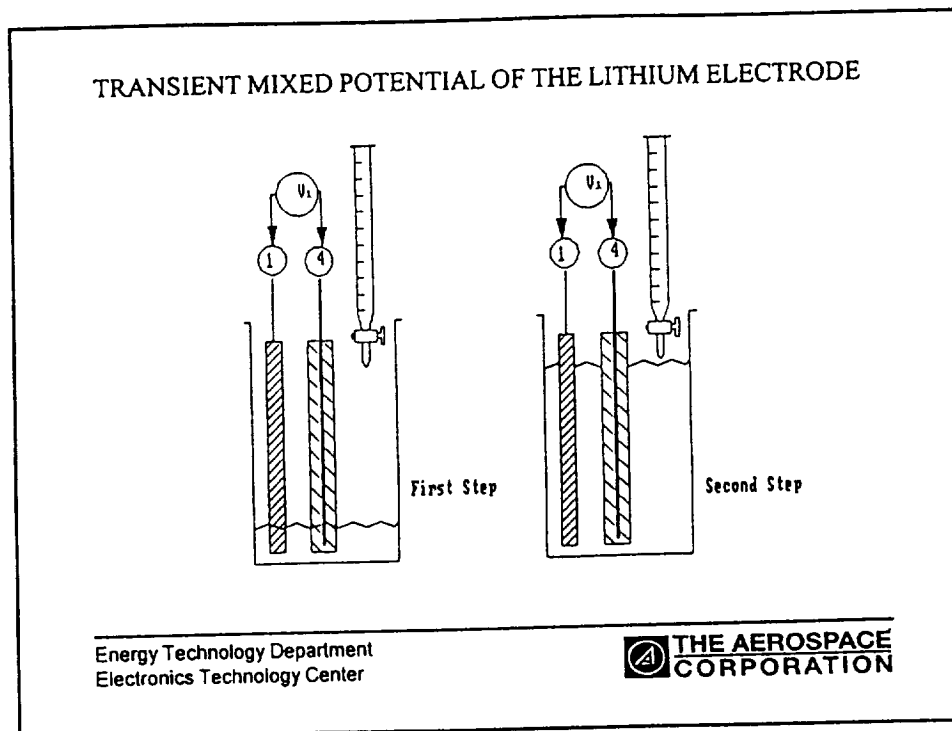 TRANSIENT MIXED POTENTIAL OF THE LITHIUM ELECTRODE
V₁
1
4
First Step
V₁
1
4
Second Step
Energy Technology Department
Electronics Technology Center
THE AEROSPACE
CORPORATION